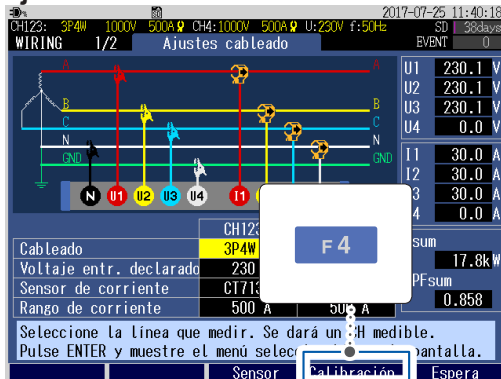 2017-07-25 11:40:18
CH123: 3P4W 1000V 500A CH4:1000V 500A U:230V f:50Hz SD 38days
WIRING 1/2 Ajustes cableado EVENT 0
A A
B B
C C
N N
GND GND
N U1 U2 U3 U4 I1
U1 230.1 V
U2 230.1 V
U3 230.1 V
U4 0.0 V
I1 30.0 A
I2 30.0 A
3 30.0 A
4 0.0 A
sum
17.8kW
PFsum
0.858
CH123
Cableado 3P4W
Voltaje entr. declarado 230
Sensor de corriente CT713
Rango de corriente 500 A 500 A
F4
Seleccione la línea que medir. Se dará un CH medible.
Pulse ENTER y muestre el menú selec pantalla.
Sensor Calibración Espera